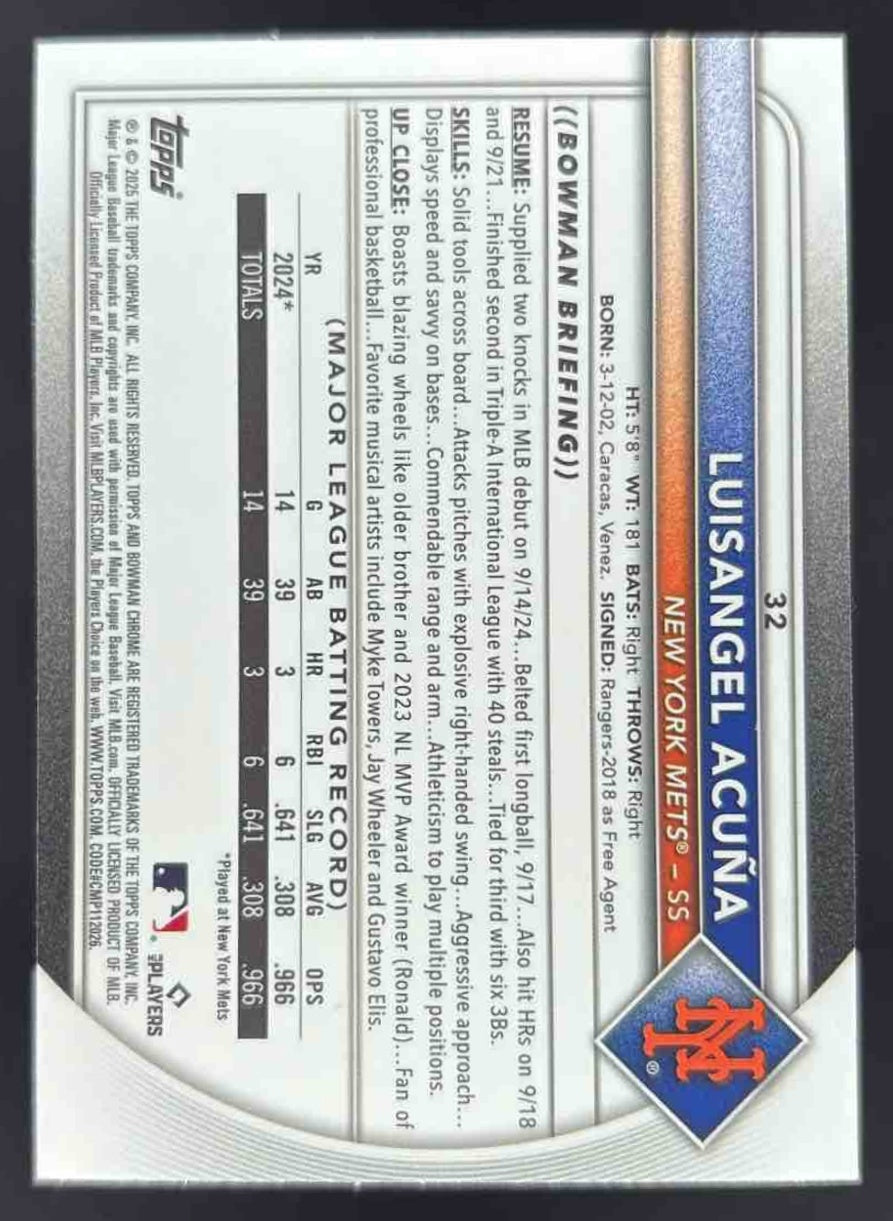 32
LUISANGEL ACUÑA
NEW YORK METS® – SS
HT: 5'8" WT: 181 BATS: Right THROWS: Right
BORN: 3-12-02, Caracas, Venez. SIGNED: Rangers-2018 as Free Agent
((BOWMAN BRIEFING))
RESUME: Supplied two knocks in MLB debut on 9/14/24...Belted first longball, 9/17...Also hit HRs on 9/18
and 9/21...Finished second in Triple-A International League with 40 steals...Tied for third with six 3Bs.
SKILLS: Solid tools across board...Attacks pitches with explosive right-handed swing...Aggressive approach...
Displays speed and savvy on bases...Commendable range and arm...Athleticism to play multiple positions.
UP CLOSE: Boasts blazing wheels like older brother and 2023 NL MVP Award winner (Ronald)...Fan of
professional basketball...Favorite musical artists include Myke Towers, Jay Wheeler and Gustavo Elis.
(MAJOR LEAGUE BATTING RECORD)
YR G AB HR RBI SLG AVG OPS
2024* 14 39 3 6 .641 .308 .966
TOTALS 14 39 3 6 .641 .308 .966
*Played at New York Mets
topps®
MLB PLAYERS
® & © 2025 THE TOPPS COMPANY, INC. ALL RIGHTS RESERVED. TOPPS AND BOWMAN CHROME ARE REGISTERED TRADEMARKS OF THE TOPPS COMPANY, INC.
Major League Baseball trademarks and copyrights are used with permission of Major League Baseball. Visit MLB.com. OFFICIALLY LICENSED PRODUCT OF MLB.
Officially Licensed Product of MLB Players, Inc. Visit MLBPLAYERS.COM, the Players Choice on the web. WWW.TOPPS.COM. CODE#CMP112026.